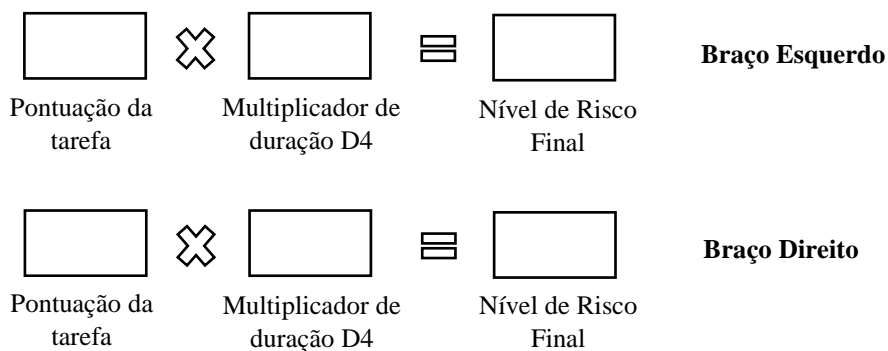 Braço Esquerdo
Pontuação da
tarefa
Multiplicador de
duração D4
Nível de Risco
Final
Braço Direito
Pontuação da
tarefa
Multiplicador de
duração D4
Nível de Risco
Final